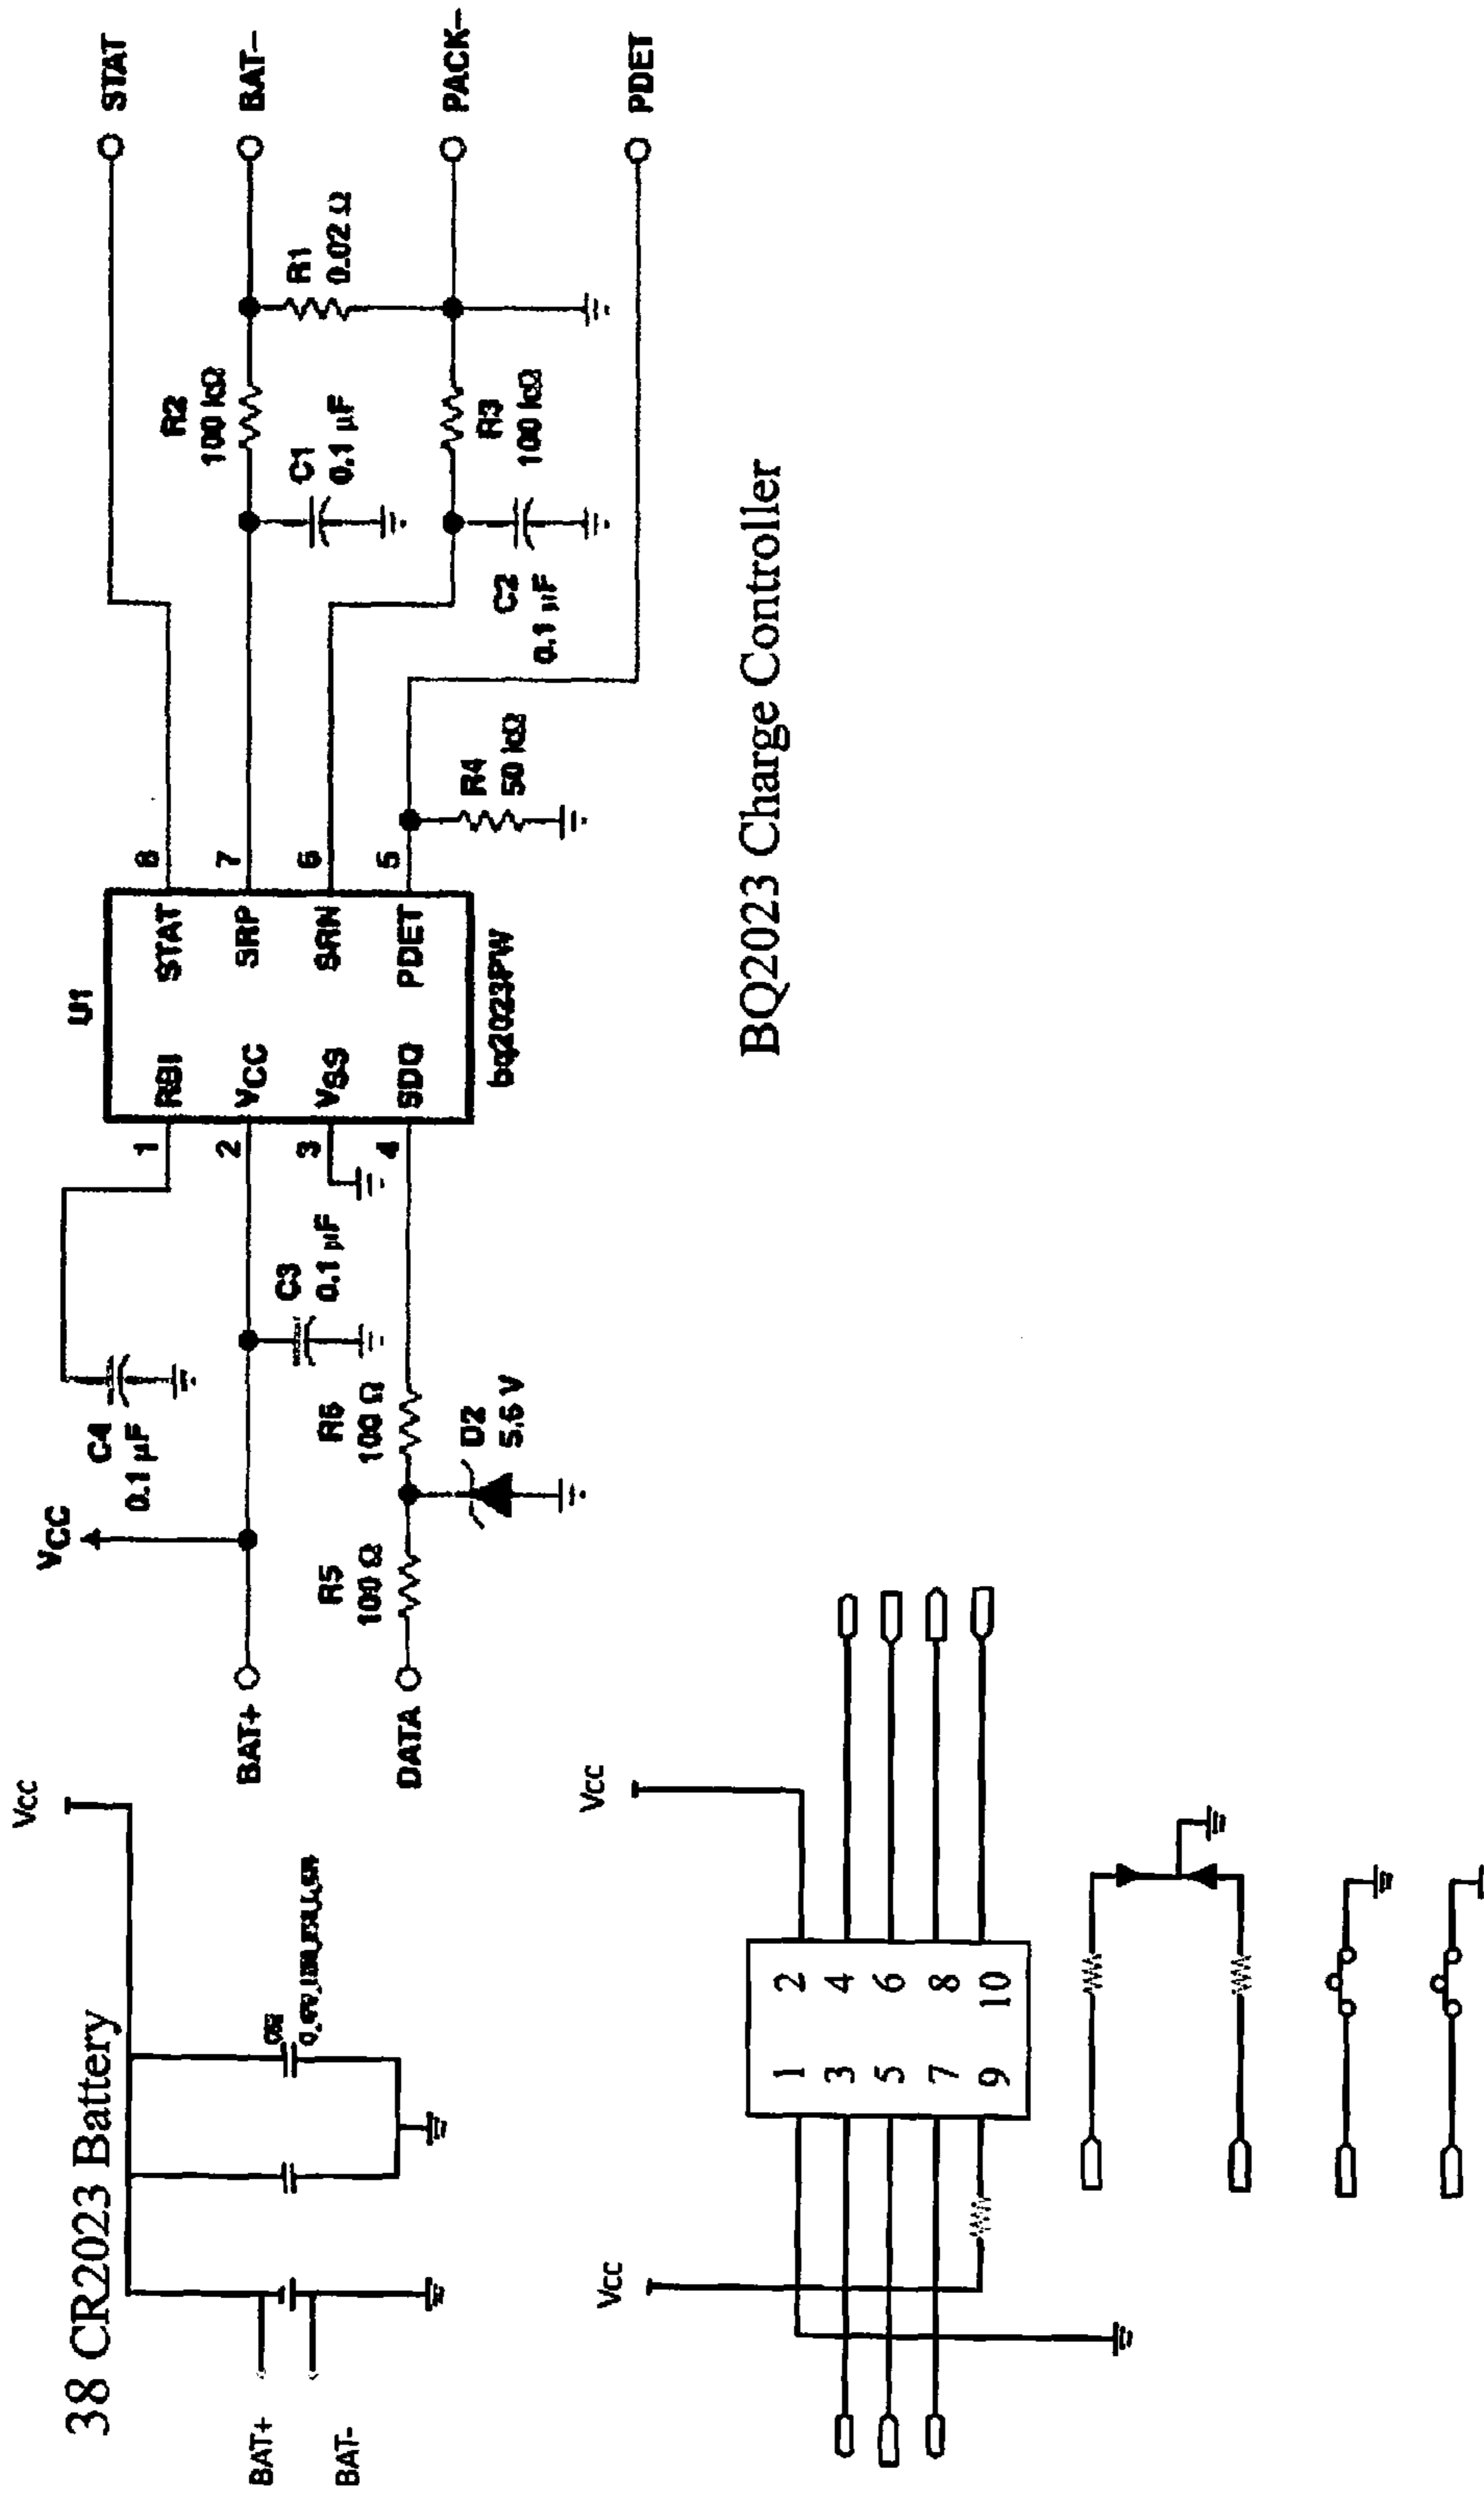 38 CR2023 Battery
Vcc
BAT+
BAT-
VCC
C4
0.1 µF
BAT+
DATA
R5
100 Ω
R6
100 Ω
D2
5.6 V
C3
0.1 µF
U1
1
2
3
4
RBI
VCC
VSS
SDQ
STAT
SRP
SRN
PDET
8
7
6
5
bq2023PW
R4
50 kΩ
R2
100 kΩ
C1
0.1 µF
R3
100 kΩ
C2
0.1 µF
R1
0.02 Ω
STAT
BAT-
PACK-
PDET
BQ2023 Charge Controller
Vcc
Vcc
1 2
3 4
5 6
7 8
9 10